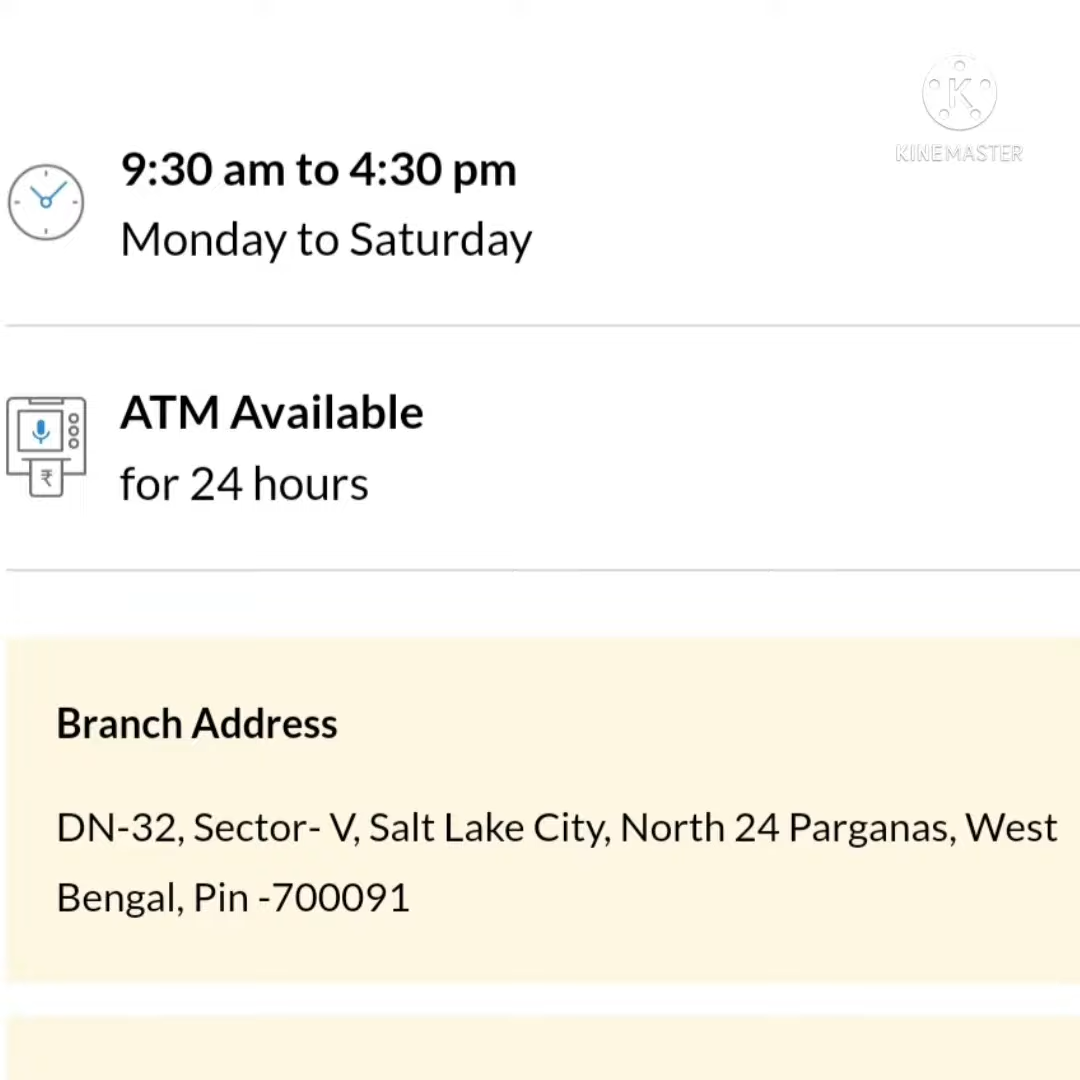 K
KINEMASTER
9:30 am to 4:30 pm
Monday to Saturday
ATM Available
₹
for 24 hours
Branch Address
DN-32, Sector- V, Salt Lake City, North 24 Parganas, West
Bengal, Pin -700091